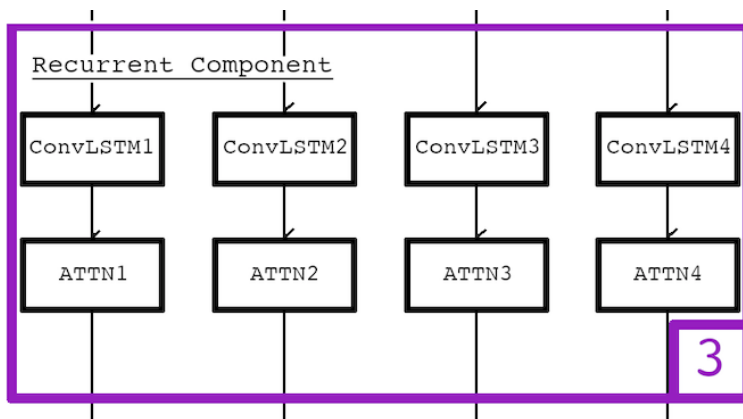 Recurrent Component
ConvLSTM1 ConvLSTM2 ConvLSTM3 ConvLSTM4
ATTN1 ATTN2 ATTN3 ATTN4
3